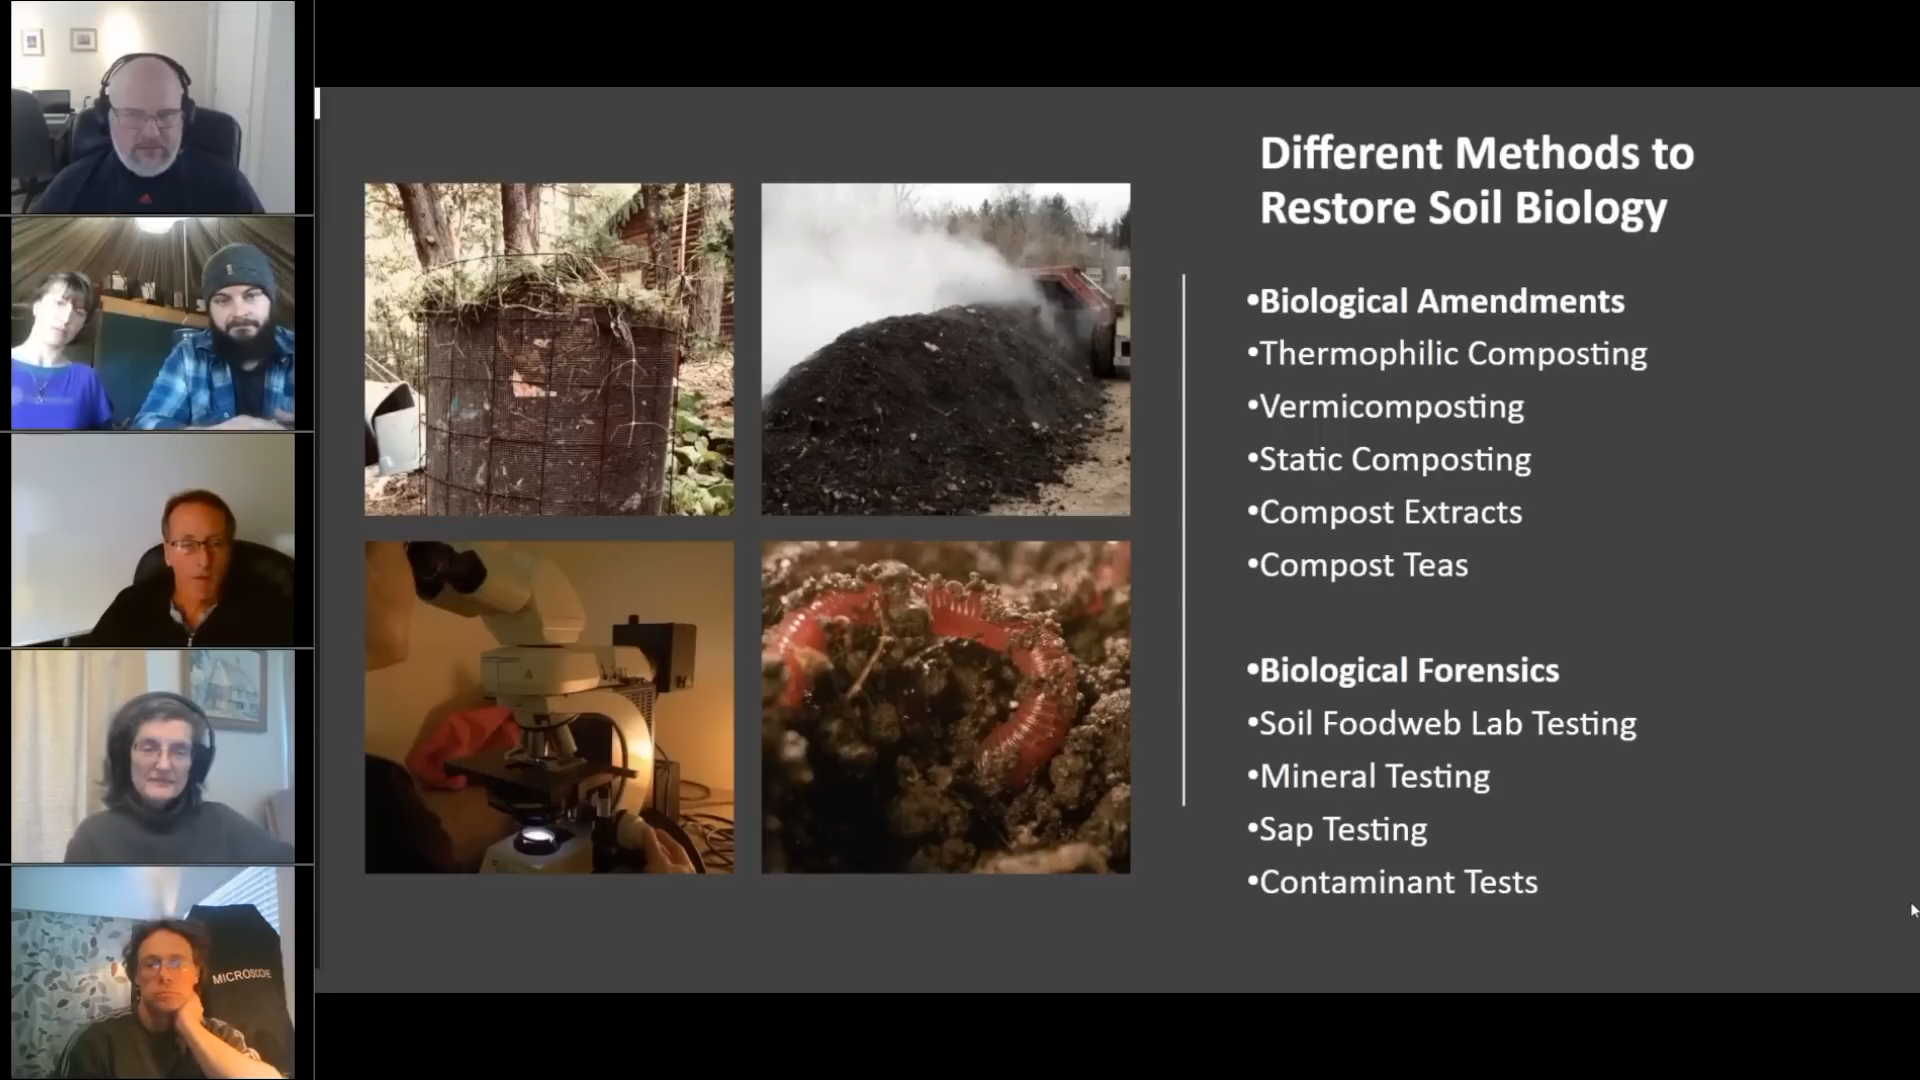 Different Methods to
Restore Soil Biology
•Biological Amendments
•Thermophilic Composting
•Vermicomposting
•Static Composting
•Compost Extracts
•Compost Teas
•Biological Forensics
•Soil Foodweb Lab Testing
•Mineral Testing
•Sap Testing
•Contaminant Tests
MICROSCOPE